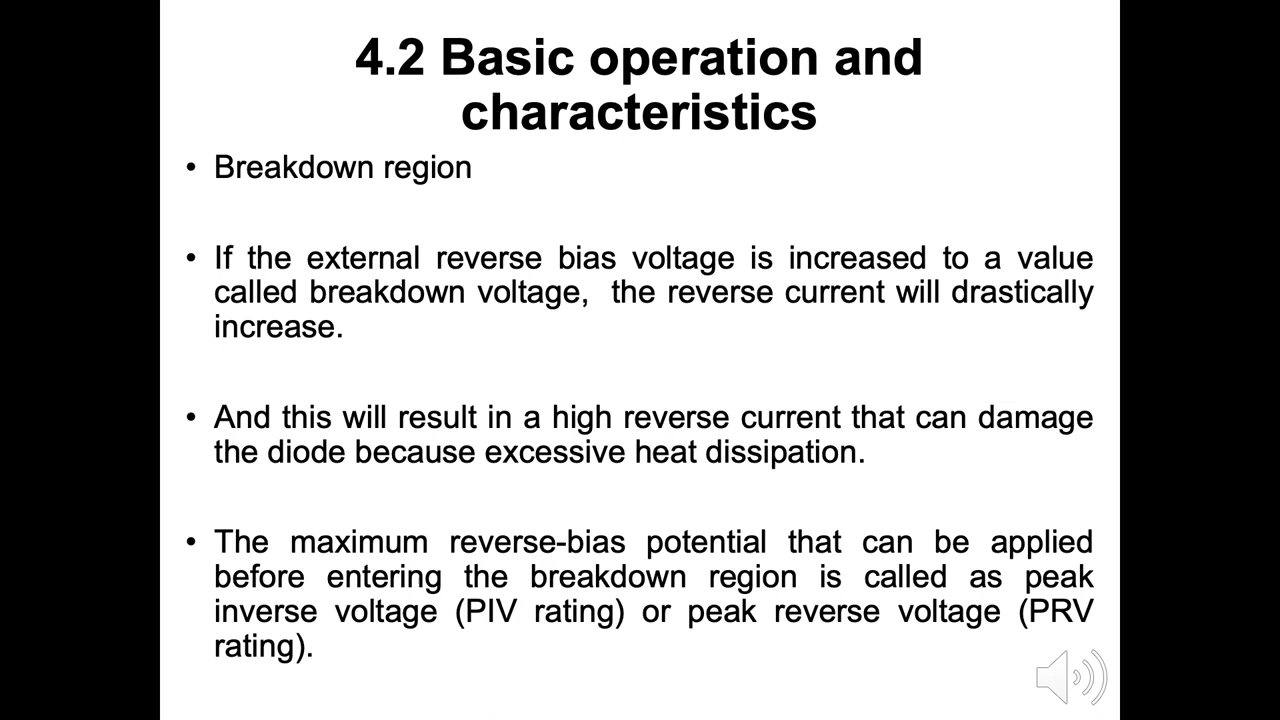 4.2 Basic operation and
characteristics
• Breakdown region
• If the external reverse bias voltage is increased to a value
called breakdown voltage,  the reverse current will drastically
increase.
• And this will result in a high reverse current that can damage
the diode because excessive heat dissipation.
• The maximum reverse-bias potential that can be applied
before entering the breakdown region is called as peak
inverse voltage (PIV rating) or peak reverse voltage (PRV
rating).